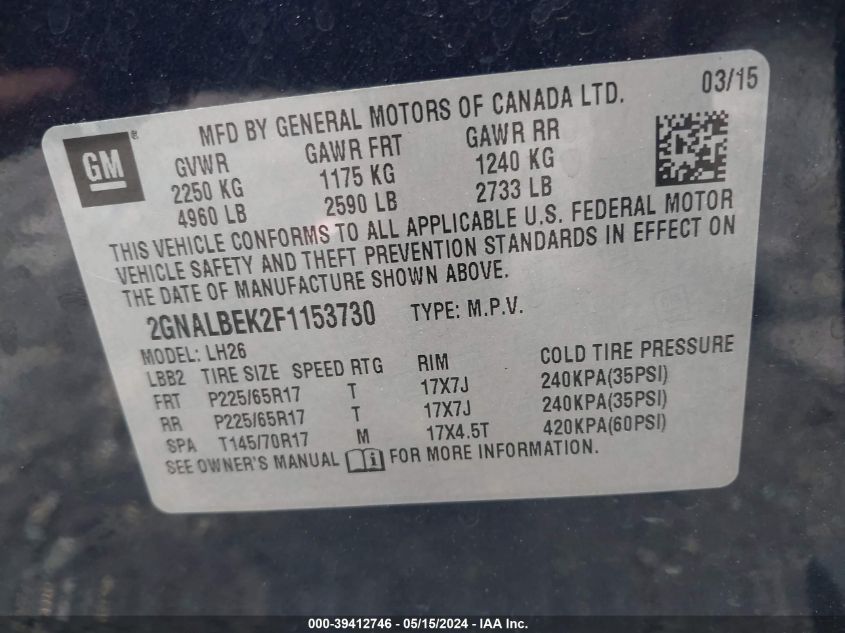 MFD BY GENERAL MOTORS OF CANADA LTD. 03/15
GM®
GVWR GAWR FRT GAWR RR
2250 KG 1175 KG 1240 KG
4960 LB 2590 LB 2733 LB
THIS VEHICLE CONFORMS TO ALL APPLICABLE U.S. FEDERAL MOTOR
VEHICLE SAFETY AND THEFT PREVENTION STANDARDS IN EFFECT ON
THE DATE OF MANUFACTURE SHOWN ABOVE.
2GNALBEK2F1153730 TYPE: M.P.V.
MODEL: LH26
LBB2 TIRE SIZE SPEED RTG RIM COLD TIRE PRESSURE
FRT P225/65R17 T 17X7J 240KPA(35PSI)
RR P225/65R17 T 17X7J 240KPA(35PSI)
SPA T145/70R17 M 17X4.5T 420KPA(60PSI)
SEE OWNER'S MANUAL FOR MORE INFORMATION.
000-39412746 - 05/15/2024 - IAA Inc.